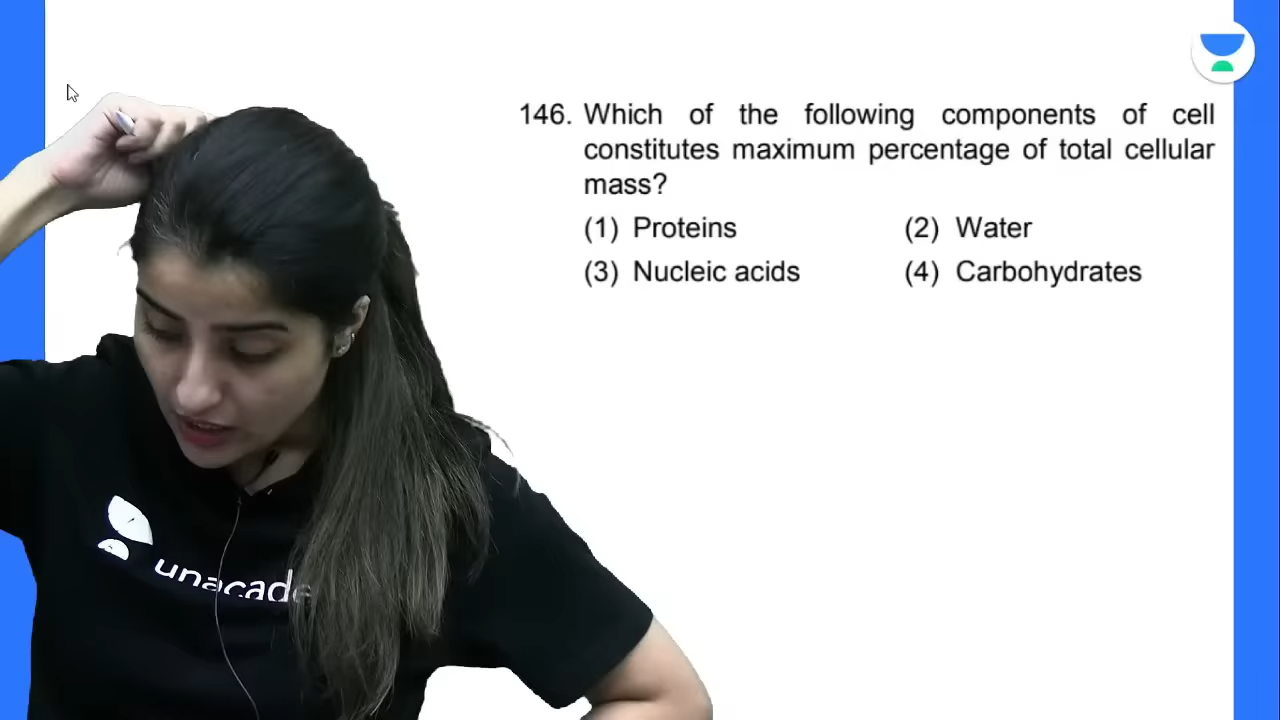 146. Which of the following components of cell
constitutes maximum percentage of total cellular
mass?
(1) Proteins (2) Water
(3) Nucleic acids (4) Carbohydrates
unacade